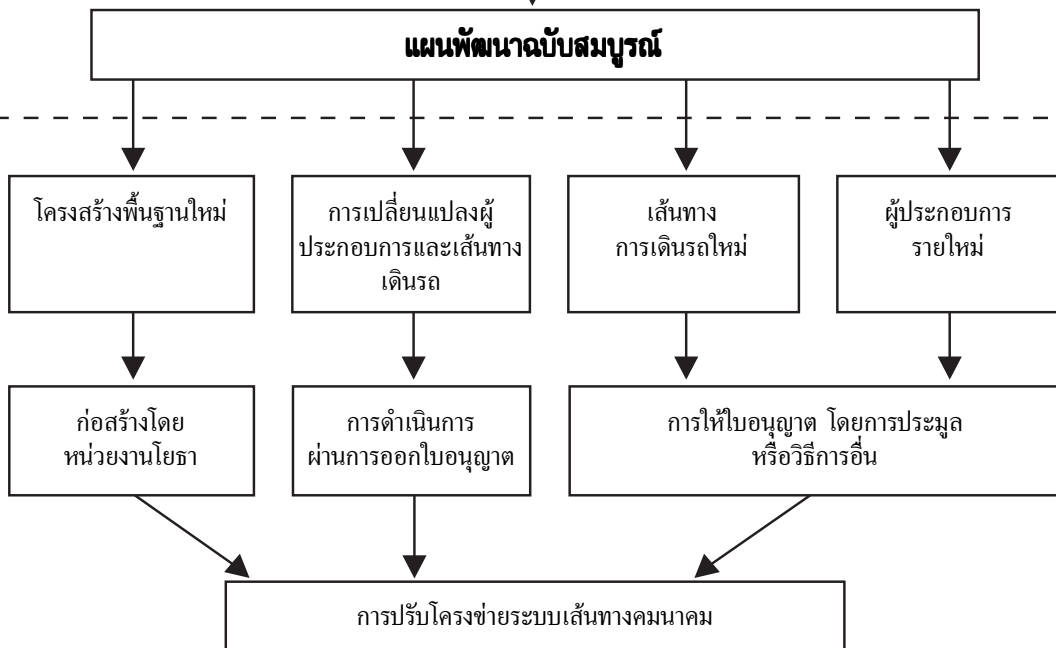 แผนพัฒนาฉบับสมบูรณ์
โครงสร้างพื้นฐานใหม่
การเปลี่ยนแปลงผู้
ประกอบการและเส้นทาง
เดินรถ
เส้นทาง
การเดินรถใหม่
ผู้ประกอบการ
รายใหม่
ก่อสร้างโดย
หน่วยงานโยธา
การดำเนินการ
ผ่านการออกใบอนุญาต
การให้ใบอนุญาต โดยการประมูล
หรือวิธีการอื่น
การปรับโครงข่ายระบบเส้นทางคมนาคม